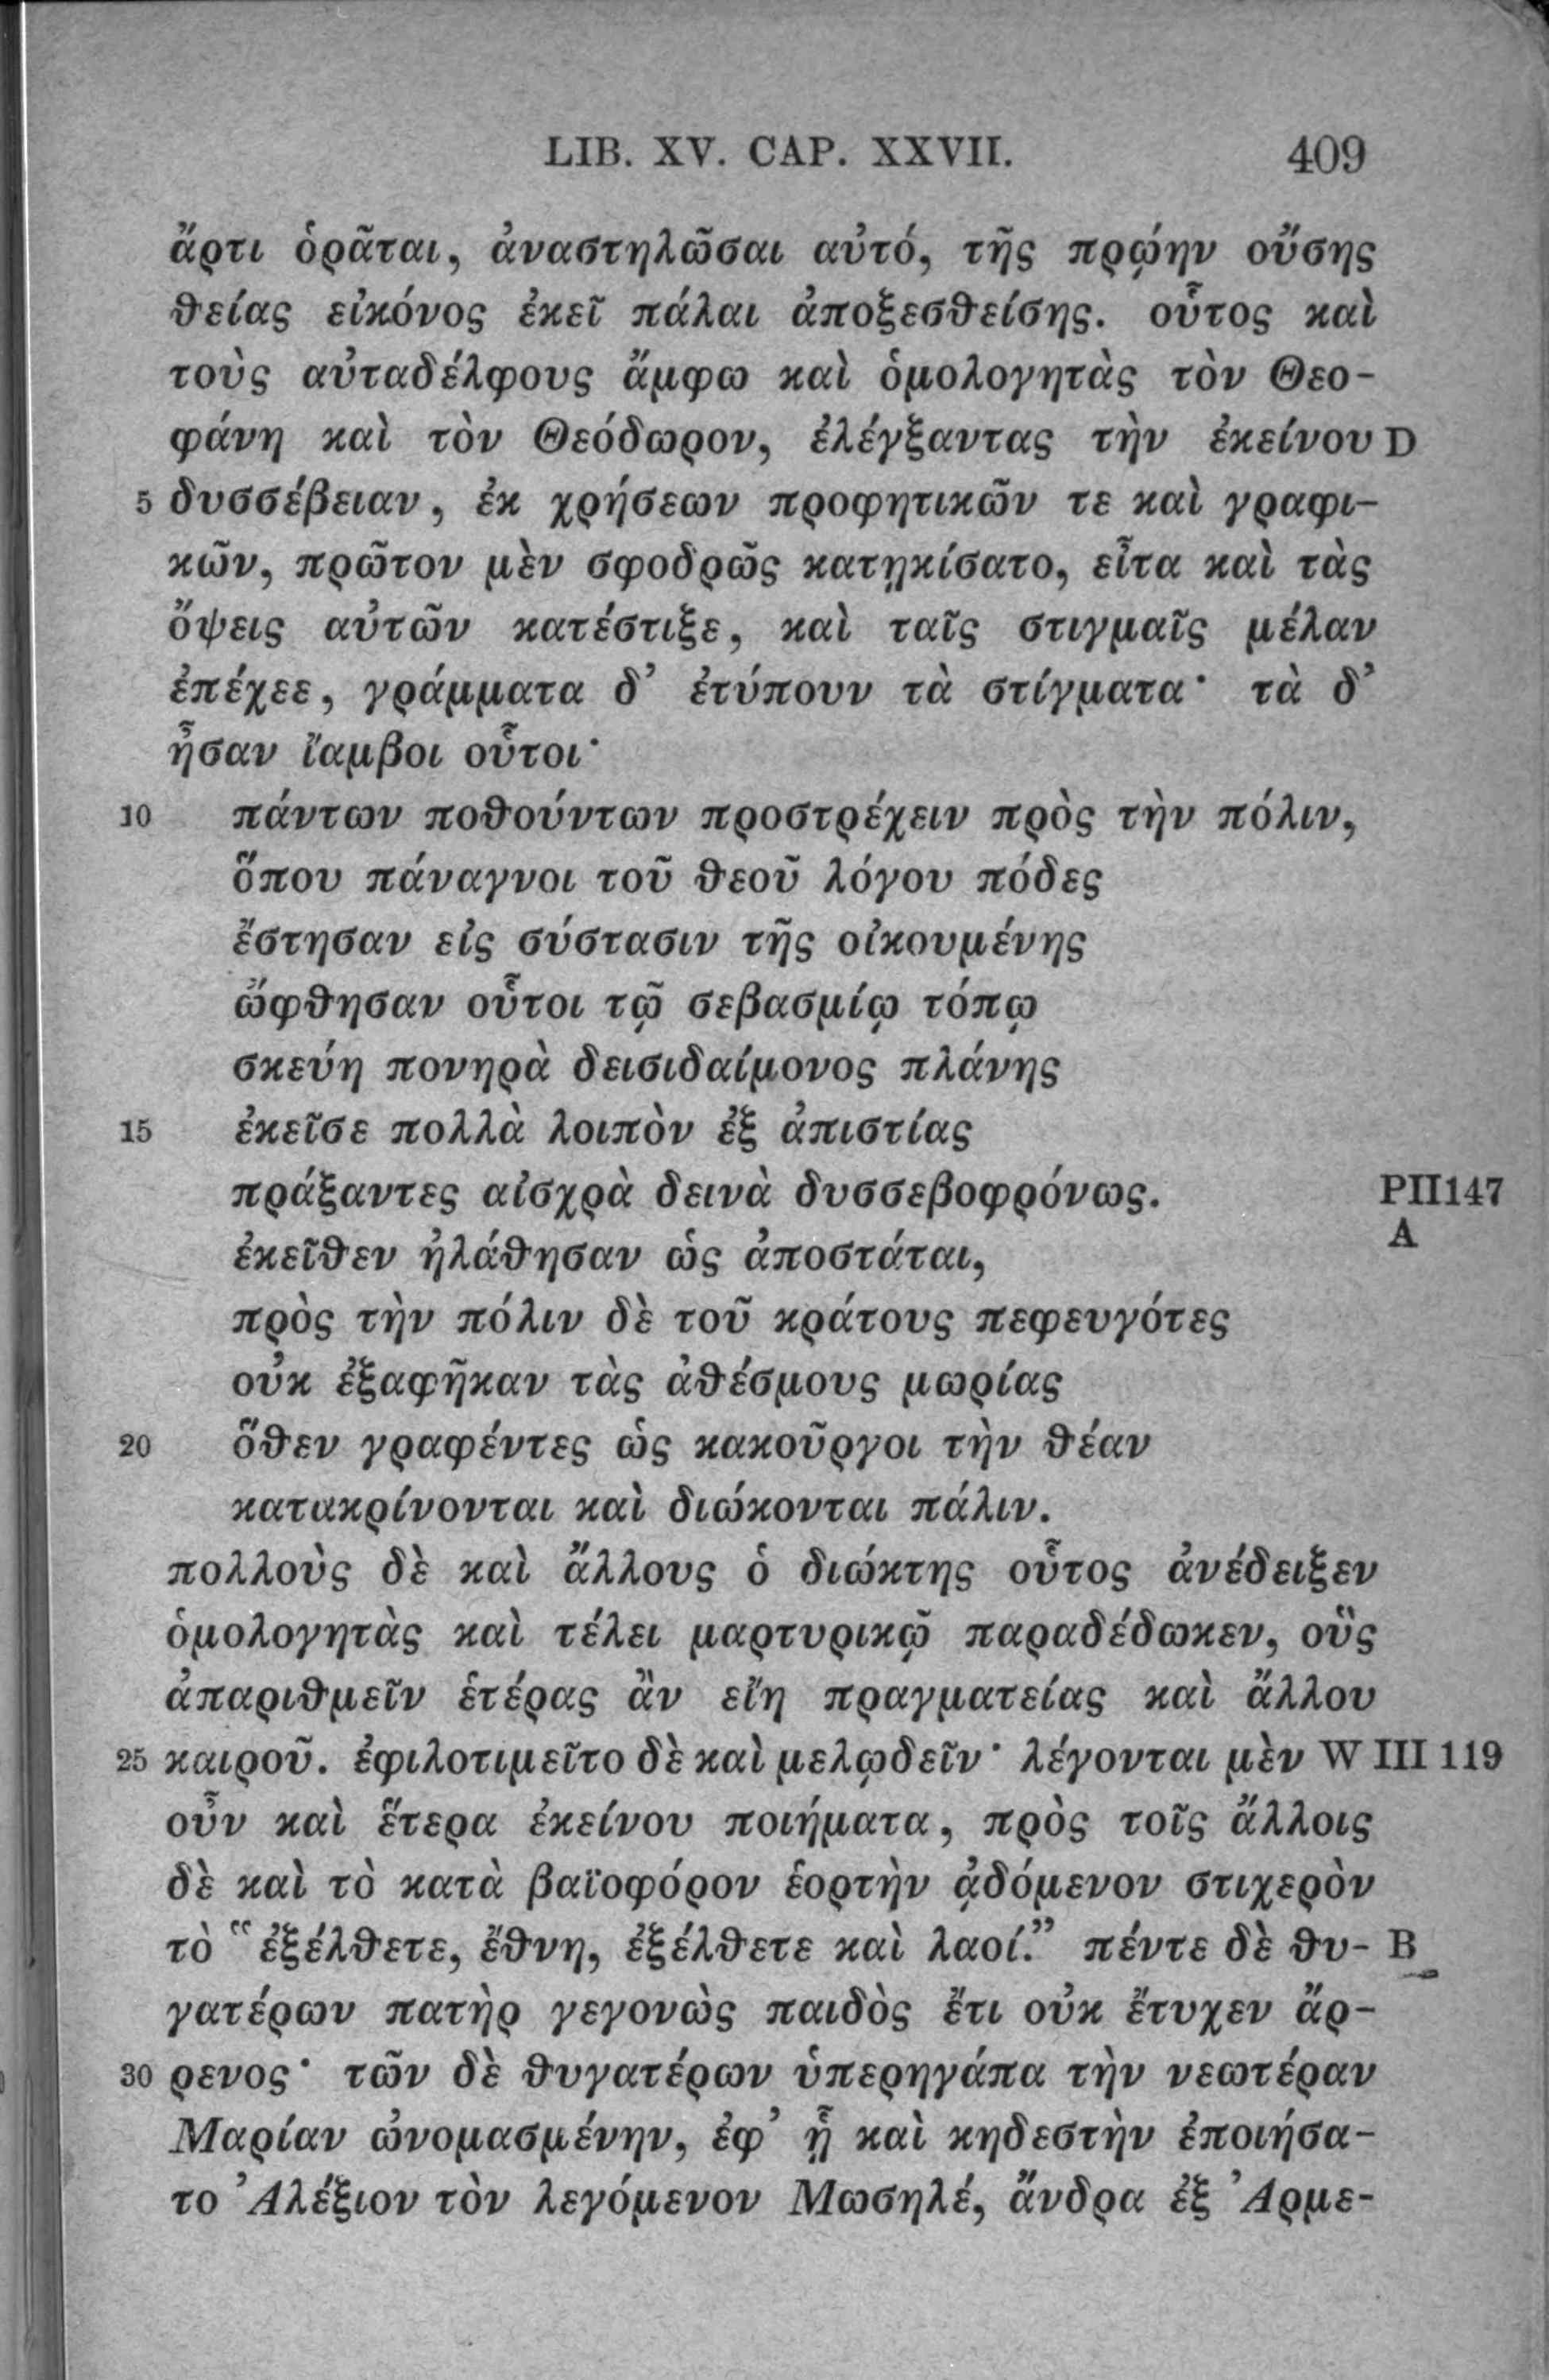 LIB. XV. CAP. XXVII. 409
ἄρτι ὁρᾶται, ἀναστηλῶσαι αὐτό, τῆς πρῴην οὔσης
θείας εἰκόνος ἐκεῖ πάλαι ἀποξεσθείσης. οὗτος καὶ
τοὺς αὐταδέλφους ἄμφω καὶ ὁμολογητὰς τὸν Θεο-
φάνη καὶ τὸν Θεόδωρον, ἐλέγξαντας τὴν ἐκείνου D
5 δυσσέβειαν, ἐκ χρήσεων προφητικῶν τε καὶ γραφι-
κῶν, πρῶτον μὲν σφοδρῶς κατῃκίσατο, εἶτα καὶ τὰς
ὄψεις αὐτῶν κατέστιξε, καὶ ταῖς στιγμαῖς μέλαν
ἐπέχεε, γράμματα δ' ἐτύπουν τὰ στίγματα· τὰ δ'
ἦσαν ἴαμβοι οὗτοι·
10 πάντων ποθούντων προστρέχειν πρὸς τὴν πόλιν,
ὅπου πάναγνοι τοῦ θεοῦ λόγου πόδες
ἔστησαν εἰς σύστασιν τῆς οἰκουμένης
ὤφθησαν οὗτοι τῷ σεβασμίῳ τόπῳ
σκεύη πονηρὰ δεισιδαίμονος πλάνης
15 ἐκεῖσε πολλὰ λοιπὸν ἐξ ἀπιστίας
πράξαντες αἰσχρὰ δεινὰ δυσσεβοφρόνως. PII147
A
ἐκεῖθεν ἠλάθησαν ὡς ἀποστάται,
πρὸς τὴν πόλιν δὲ τοῦ κράτους πεφευγότες
οὐκ ἐξαφῆκαν τὰς ἀθέσμους μωρίας
20 ὅθεν γραφέντες ὡς κακοῦργοι τὴν θέαν
κατακρίνονται καὶ διώκονται πάλιν.
πολλοὺς δὲ καὶ ἄλλους ὁ διώκτης οὗτος ἀνέδειξεν
ὁμολογητὰς καὶ τέλει μαρτυρικῷ παραδέδωκεν, οὓς
ἀπαριθμεῖν ἑτέρας ἂν εἴη πραγματείας καὶ ἄλλου
25 καιροῦ. ἐφιλοτιμεῖτο δὲ καὶ μελῳδεῖν· λέγονται μὲν W III 119
οὖν καὶ ἕτερα ἐκείνου ποιήματα, πρὸς τοῖς ἄλλοις
δὲ καὶ τὸ κατὰ βαϊοφόρον ἑορτὴν ᾀδόμενον στιχερὸν
τὸ “ἐξέλθετε, ἔθνη, ἐξέλθετε καὶ λαοί.” πέντε δὲ θυ- B
γατέρων πατὴρ γεγονὼς παιδὸς ἔτι οὐκ ἔτυχεν ἄρ-
30 ρενος· τῶν δὲ θυγατέρων ὑπερηγάπα τὴν νεωτέραν
Μαρίαν ὠνομασμένην, ἐφ' ᾗ καὶ κηδεστὴν ἐποιήσα-
το Ἀλέξιον τὸν λεγόμενον Μωσηλέ, ἄνδρα ἐξ Ἀρμε-